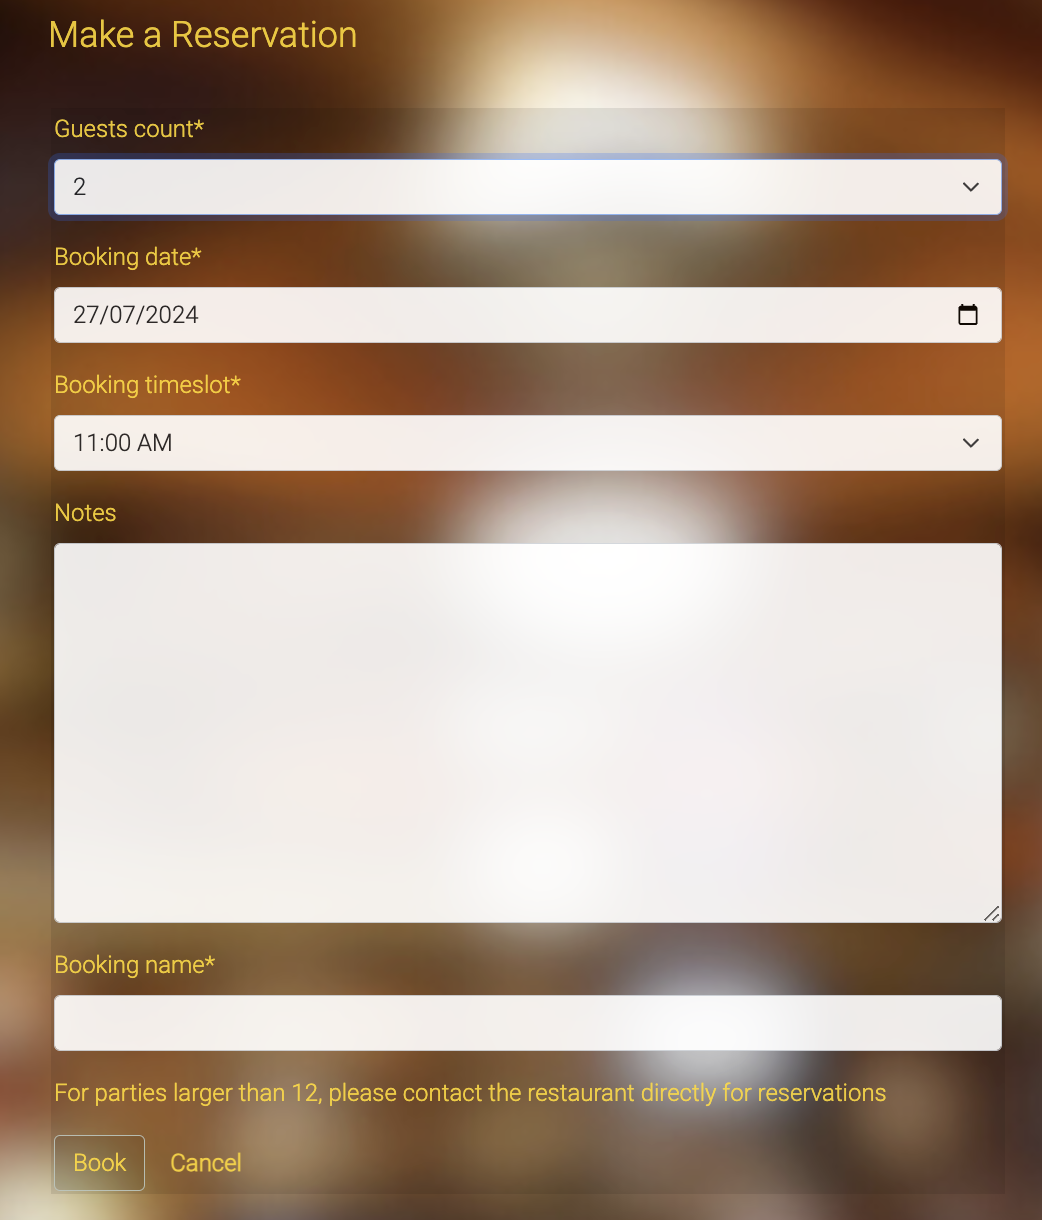 Make a Reservation
Guests count*
2
Booking date*
27/07/2024
Booking timeslot*
11:00 AM
Notes
Booking name*
For parties larger than 12, please contact the restaurant directly for reservations
Book Cancel